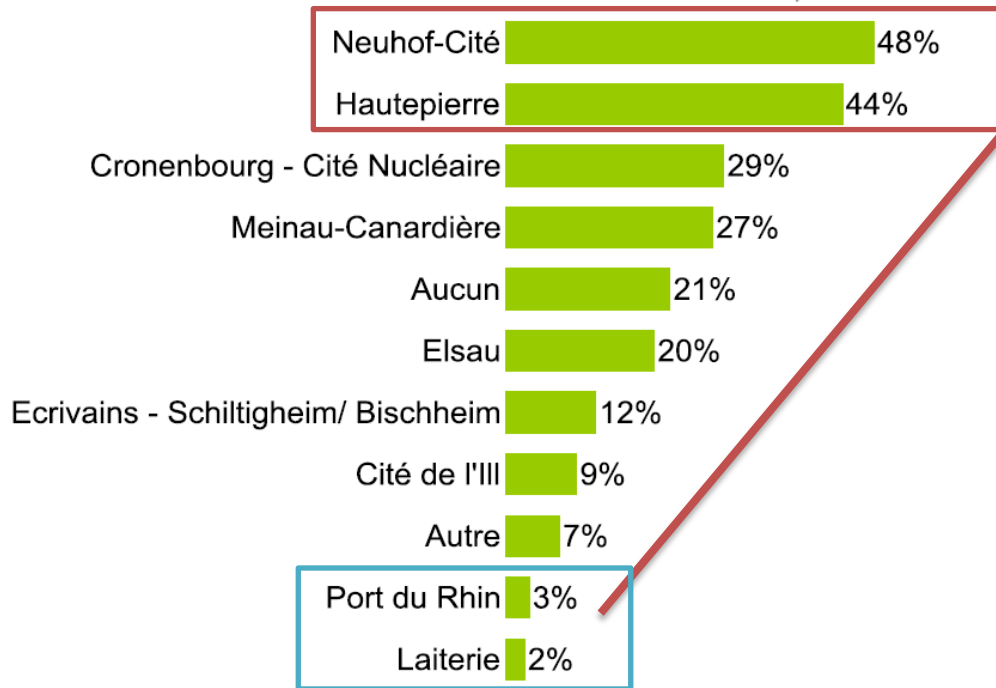 Neuhof-Cité 48%
Hautepierre 44%
Cronenbourg - Cité Nucléaire 29%
Meinau-Canardière 27%
Aucun 21%
Elsau 20%
Ecrivains - Schiltigheim/ Bischheim 12%
Cité de l'Ill 9%
Autre 7%
Port du Rhin 3%
Laiterie 2%